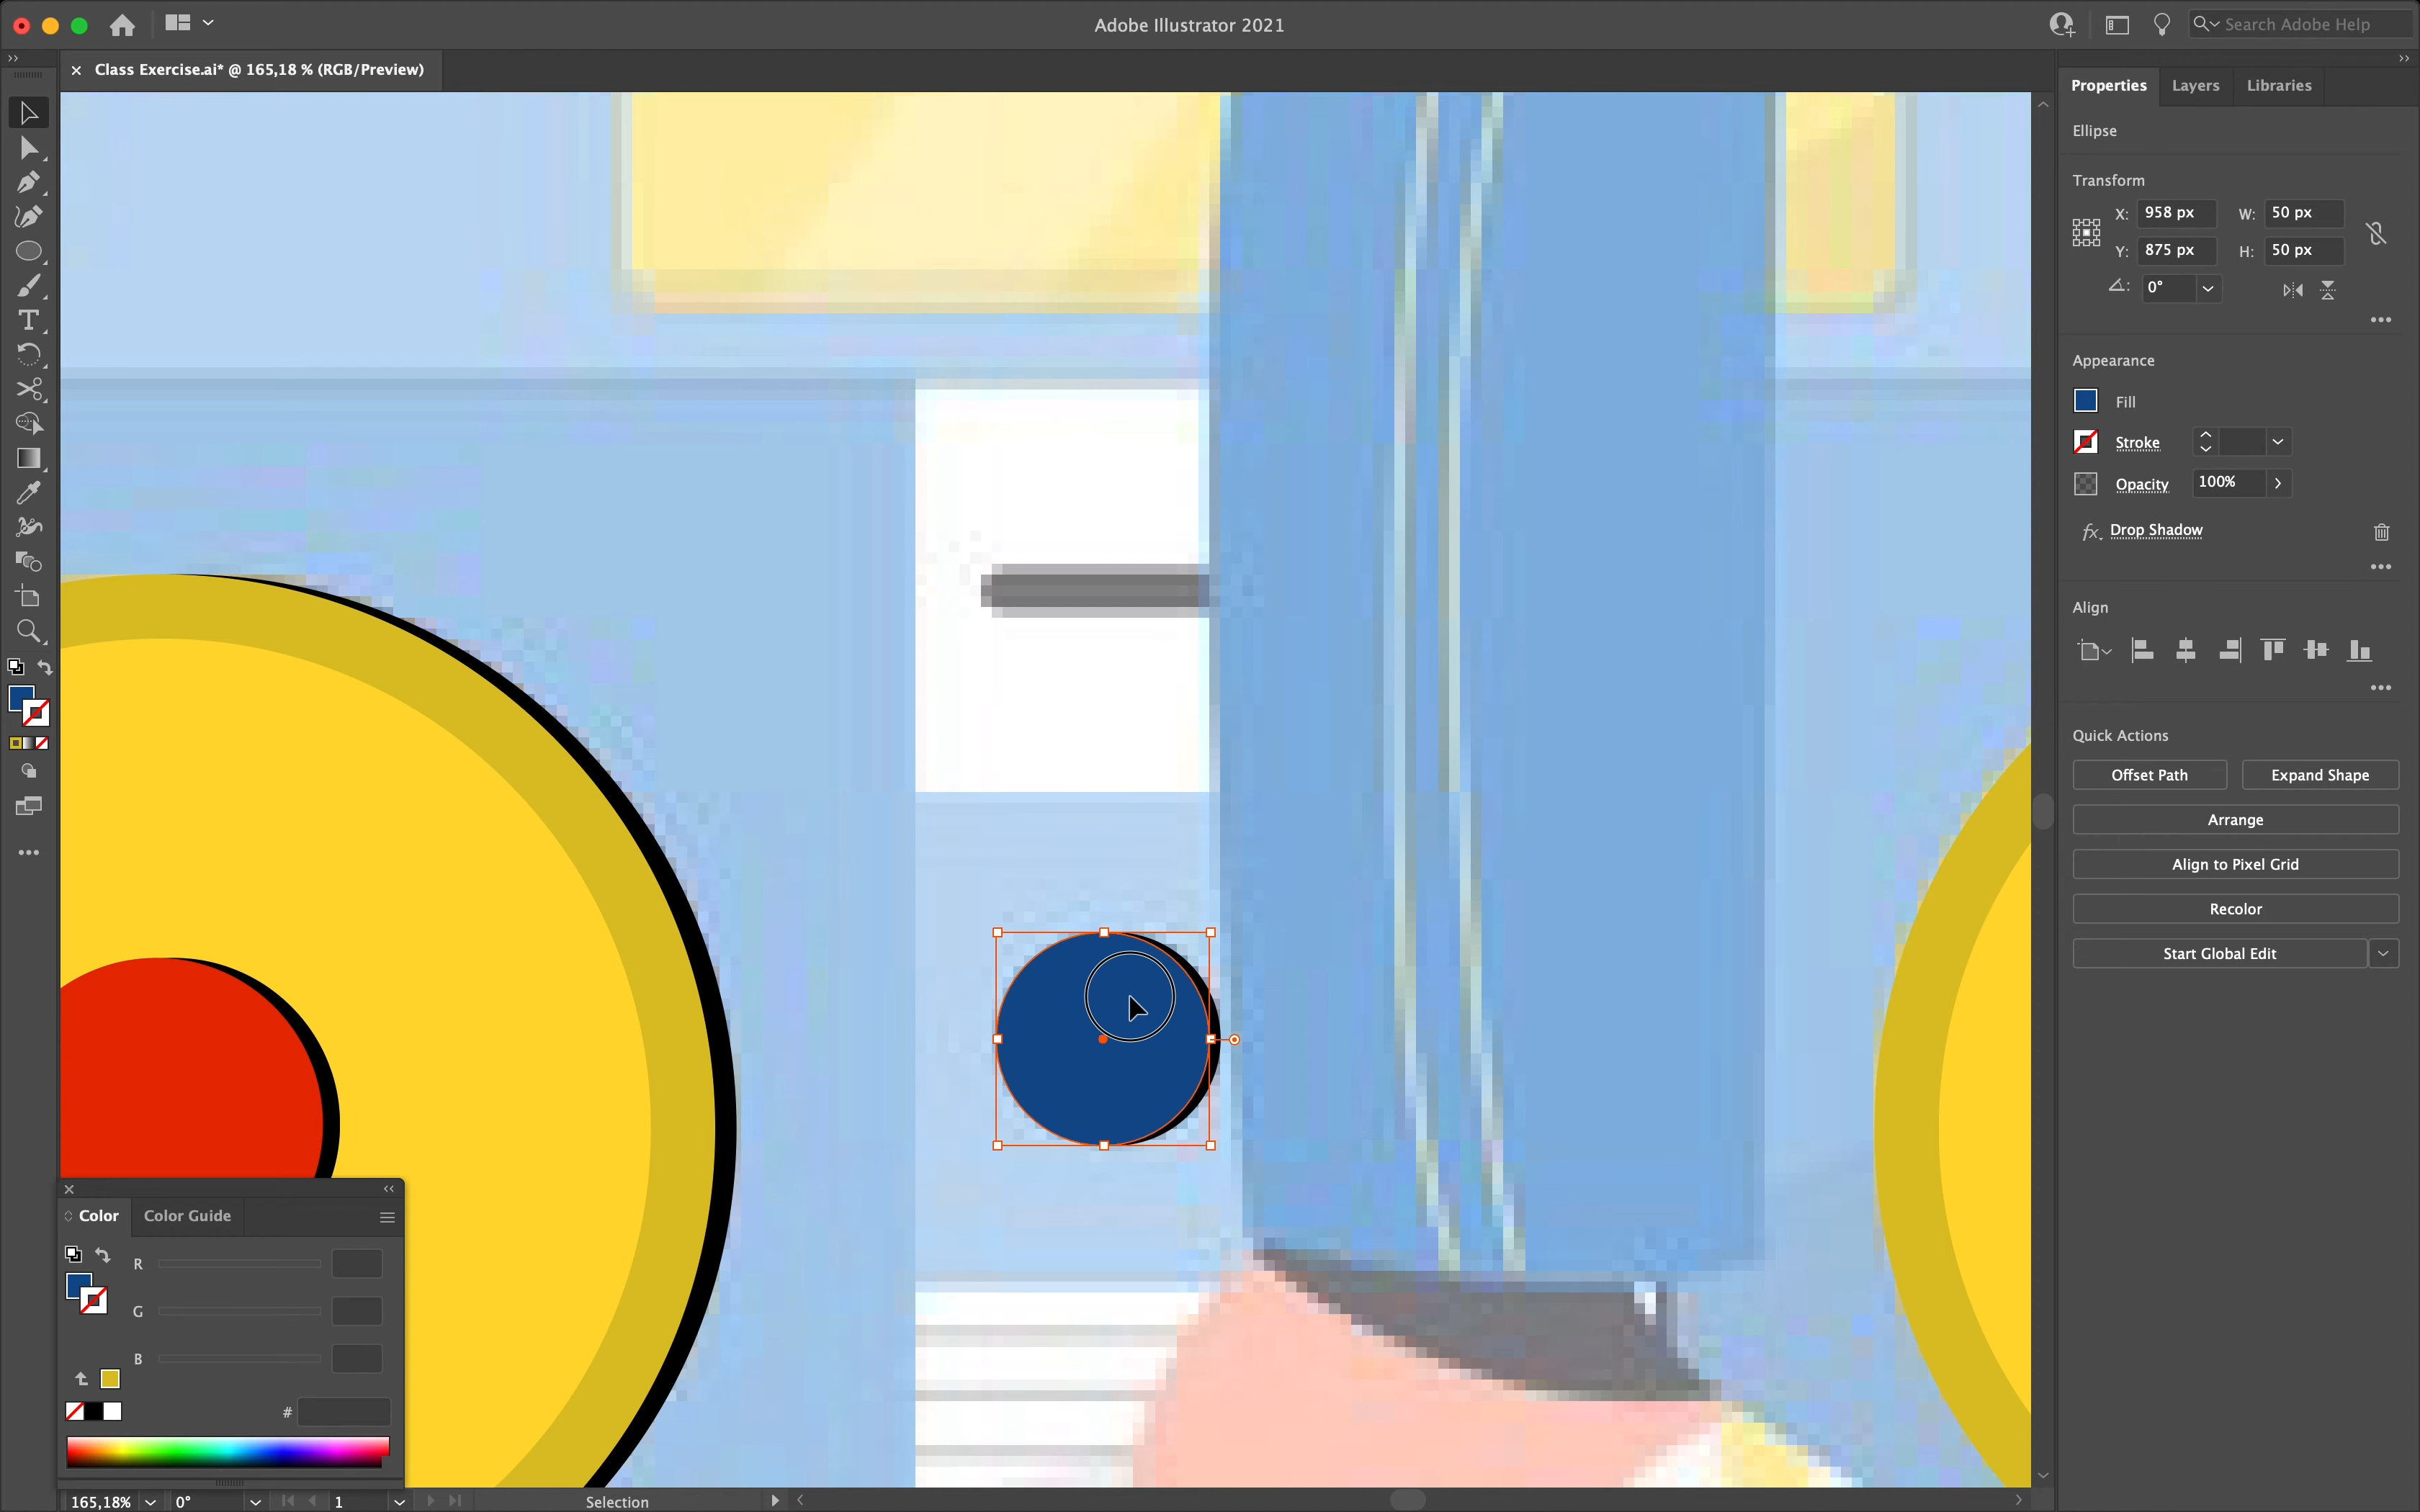 Adobe Illustrator 2021
Search Adobe Help
Class Exercise.ai* @ 165,18 % (RGB/Preview)
Properties Layers Libraries
Ellipse
Transform
X: 958 px W: 50 px
Y: 875 px H: 50 px
0°
Appearance
Fill
Stroke
Opacity 100%
fx Drop Shadow
Align
Quick Actions
Offset Path Expand Shape
Arrange
Align to Pixel Grid
Recolor
Start Global Edit
Color Color Guide
R
G
B
#
165,18% 0° 1 Selection